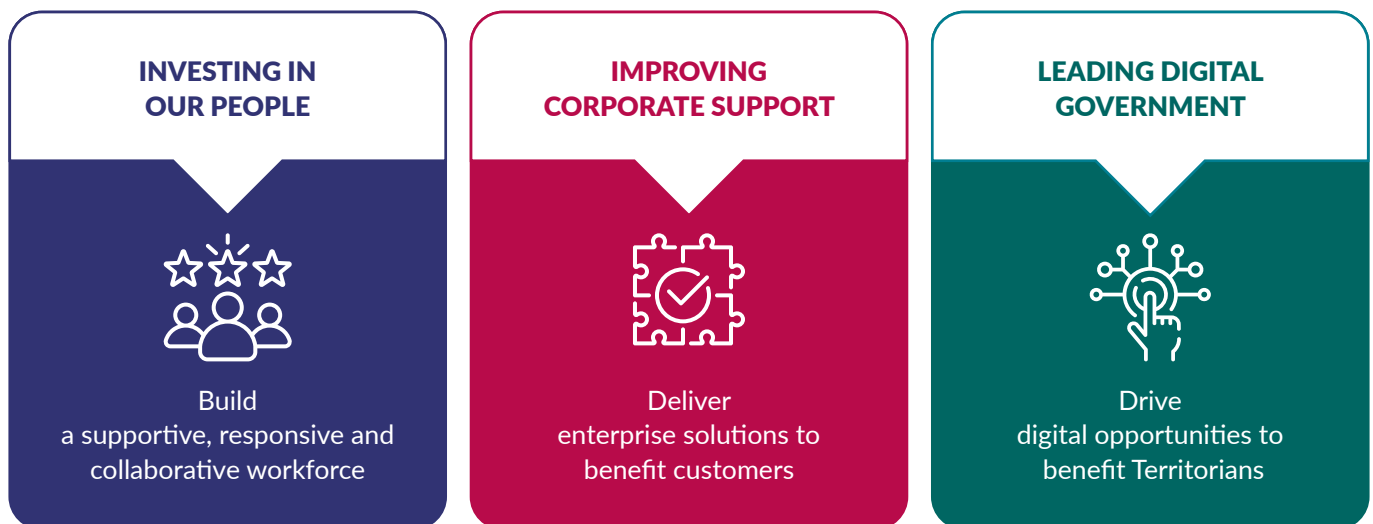 INVESTING IN
OUR PEOPLE
Build
a supportive, responsive and
collaborative workforce
IMPROVING
CORPORATE SUPPORT
Deliver
enterprise solutions to
benefit customers
LEADING DIGITAL
GOVERNMENT
Drive
digital opportunities to
benefit Territorians